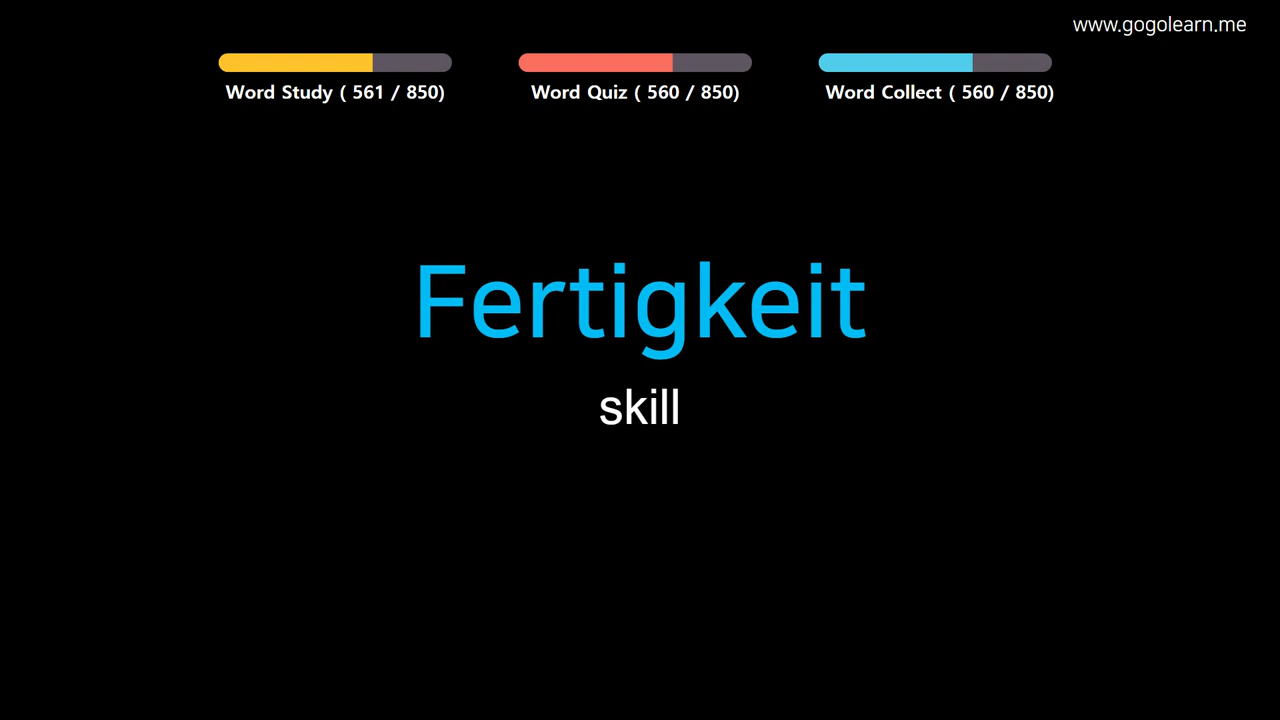 www.gogolearn.me
Word Study ( 561 / 850)
Word Quiz ( 560 / 850)
Word Collect ( 560 / 850)
Fertigkeit
skill